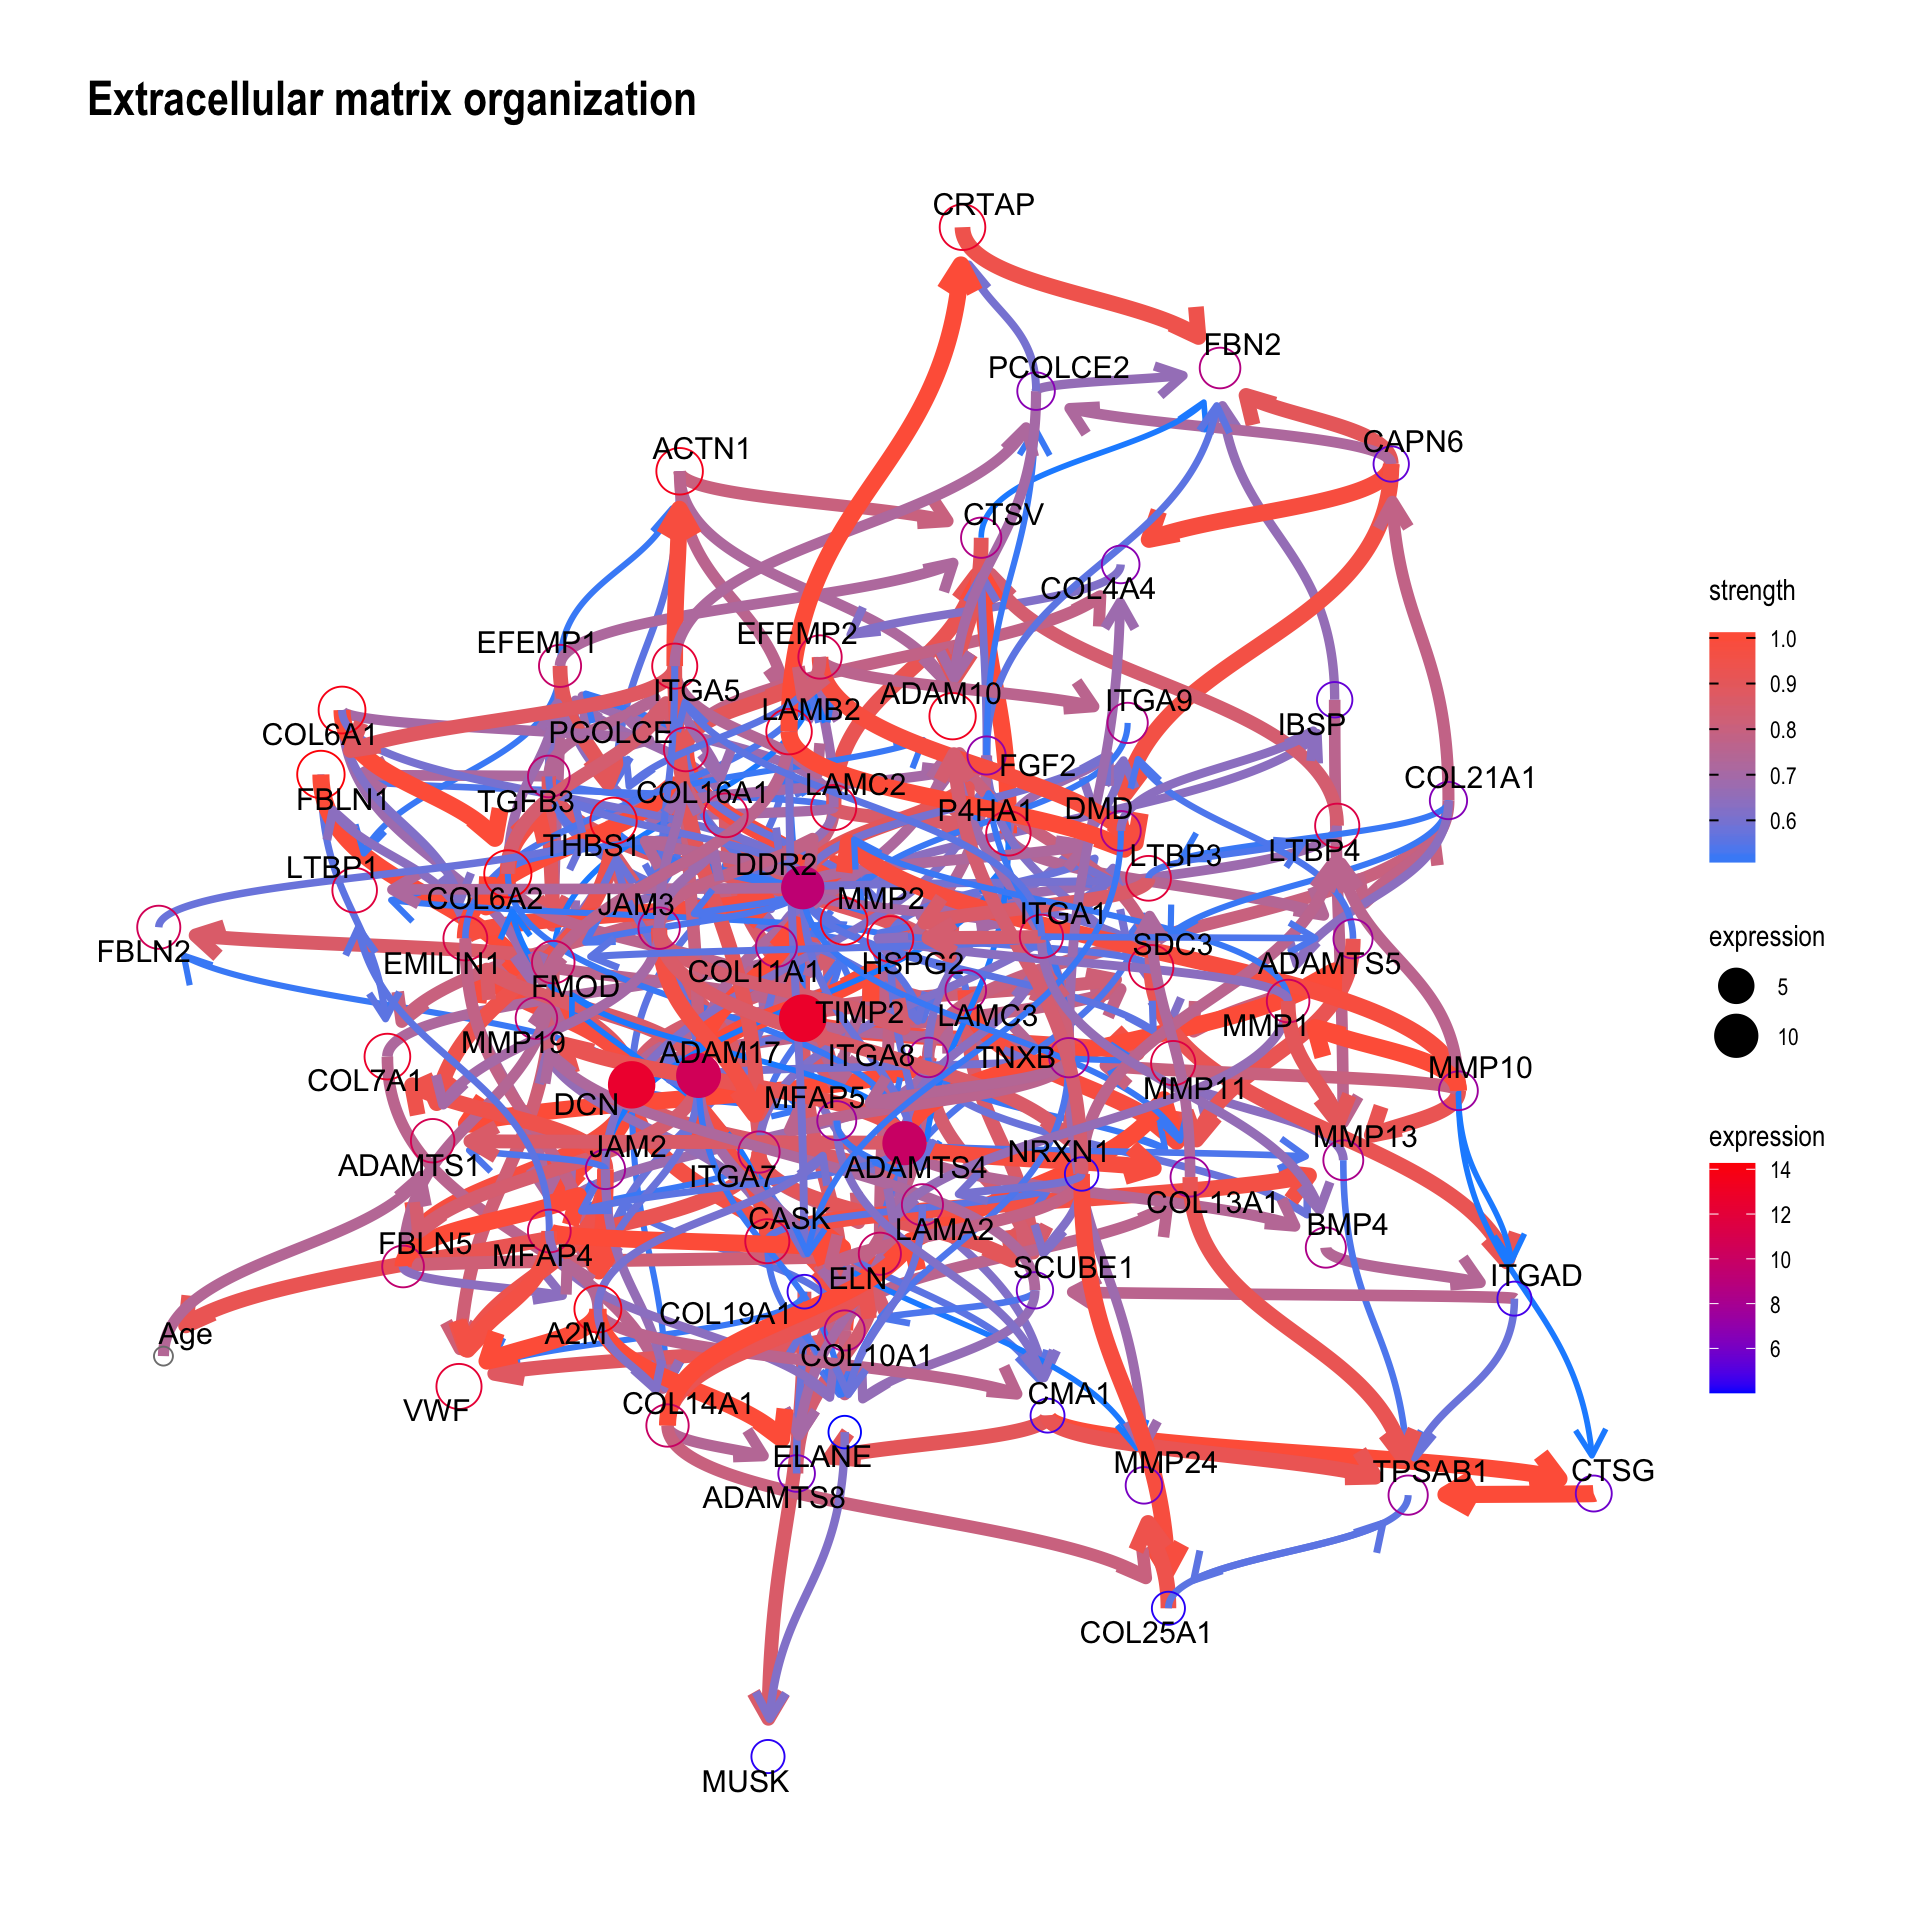 Extracellular matrix organization
CRTAP
FBN2
PCOLCE2
CAPN6
ACTN1
CTSV
COL4A4
EFEMP1
EFEMP2
ITGA5
ADAM10
ITGA9
LAMB2
IBSP
COL6A1
PCOLCE
FGF2
COL21A1
FBLN1
TGFB3
COL16A1
LAMC2
P4HA1
DMD
THBS1
LTBP3
LTBP4
LTBP1
DDR2
COL6A2
JAM3
MMP2
ITGA1
FBLN2
EMILIN1
COL11A1
HSPG2
SDC3
ADAMTS5
FMOD
TIMP2
LAMC3
MMP1
MMP19
ADAM17
ITGA8
TNXB
MMP10
COL7A1
DCN
MFAP5
MMP11
ADAMTS1
JAM2
ITGA7
ADAMTS4
NRXN1
MMP13
COL13A1
FBLN5
MFAP4
CASK
LAMA2
BMP4
ELN
SCUBE1
ITGAD
Age
A2M
COL19A1
COL10A1
VWF
COL14A1
CMA1
ELANE
ADAMTS8
MMP24
TPSAB1
CTSG
COL25A1
MUSK
strength
1.0
0.9
0.8
0.7
0.6
expression
5
10
expression
14
12
10
8
6